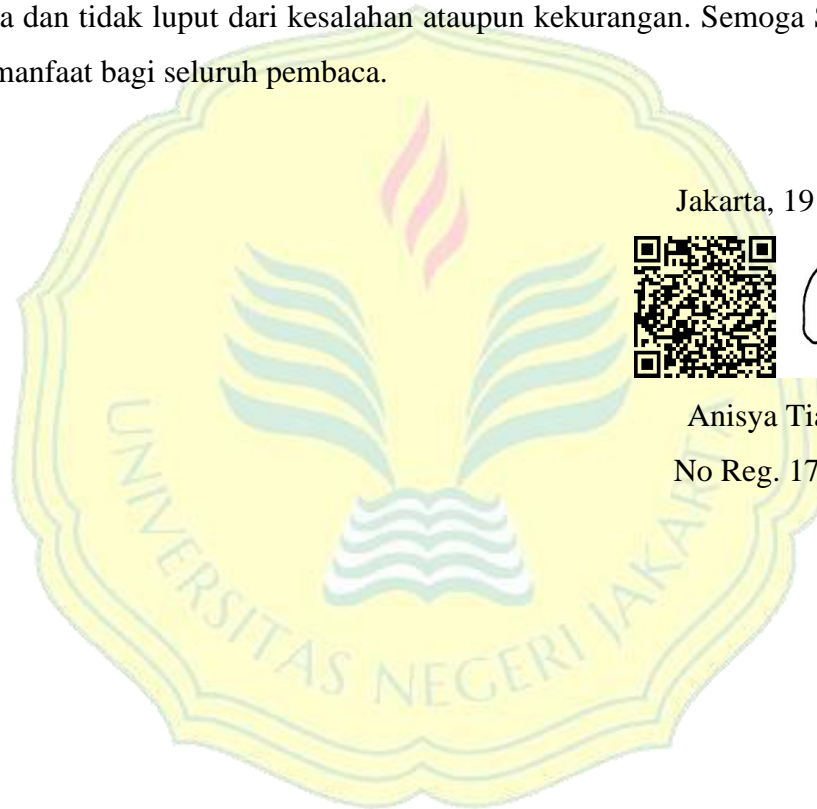 a dan tidak luput dari kesalahan ataupun kekurangan. Semoga S
manfaat bagi seluruh pembaca.
Jakarta, 19
Anisya Tia
No Reg. 17
UNIVERSITAS NEGERI JAKARTA